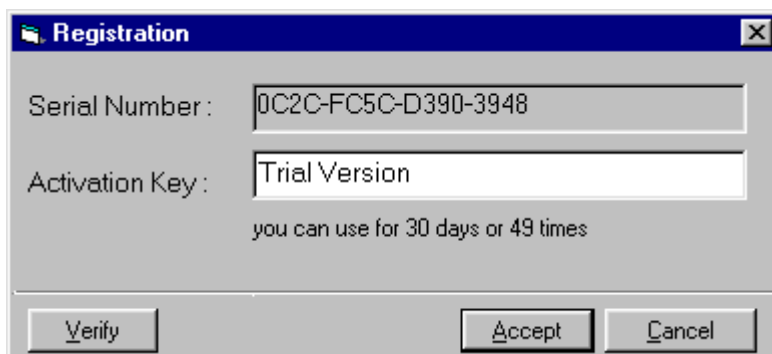 Registration
Serial Number : 0C2C-FC5C-D390-3948
Activation Key : Trial Version
you can use for 30 days or 49 times
Verify Accept Cancel